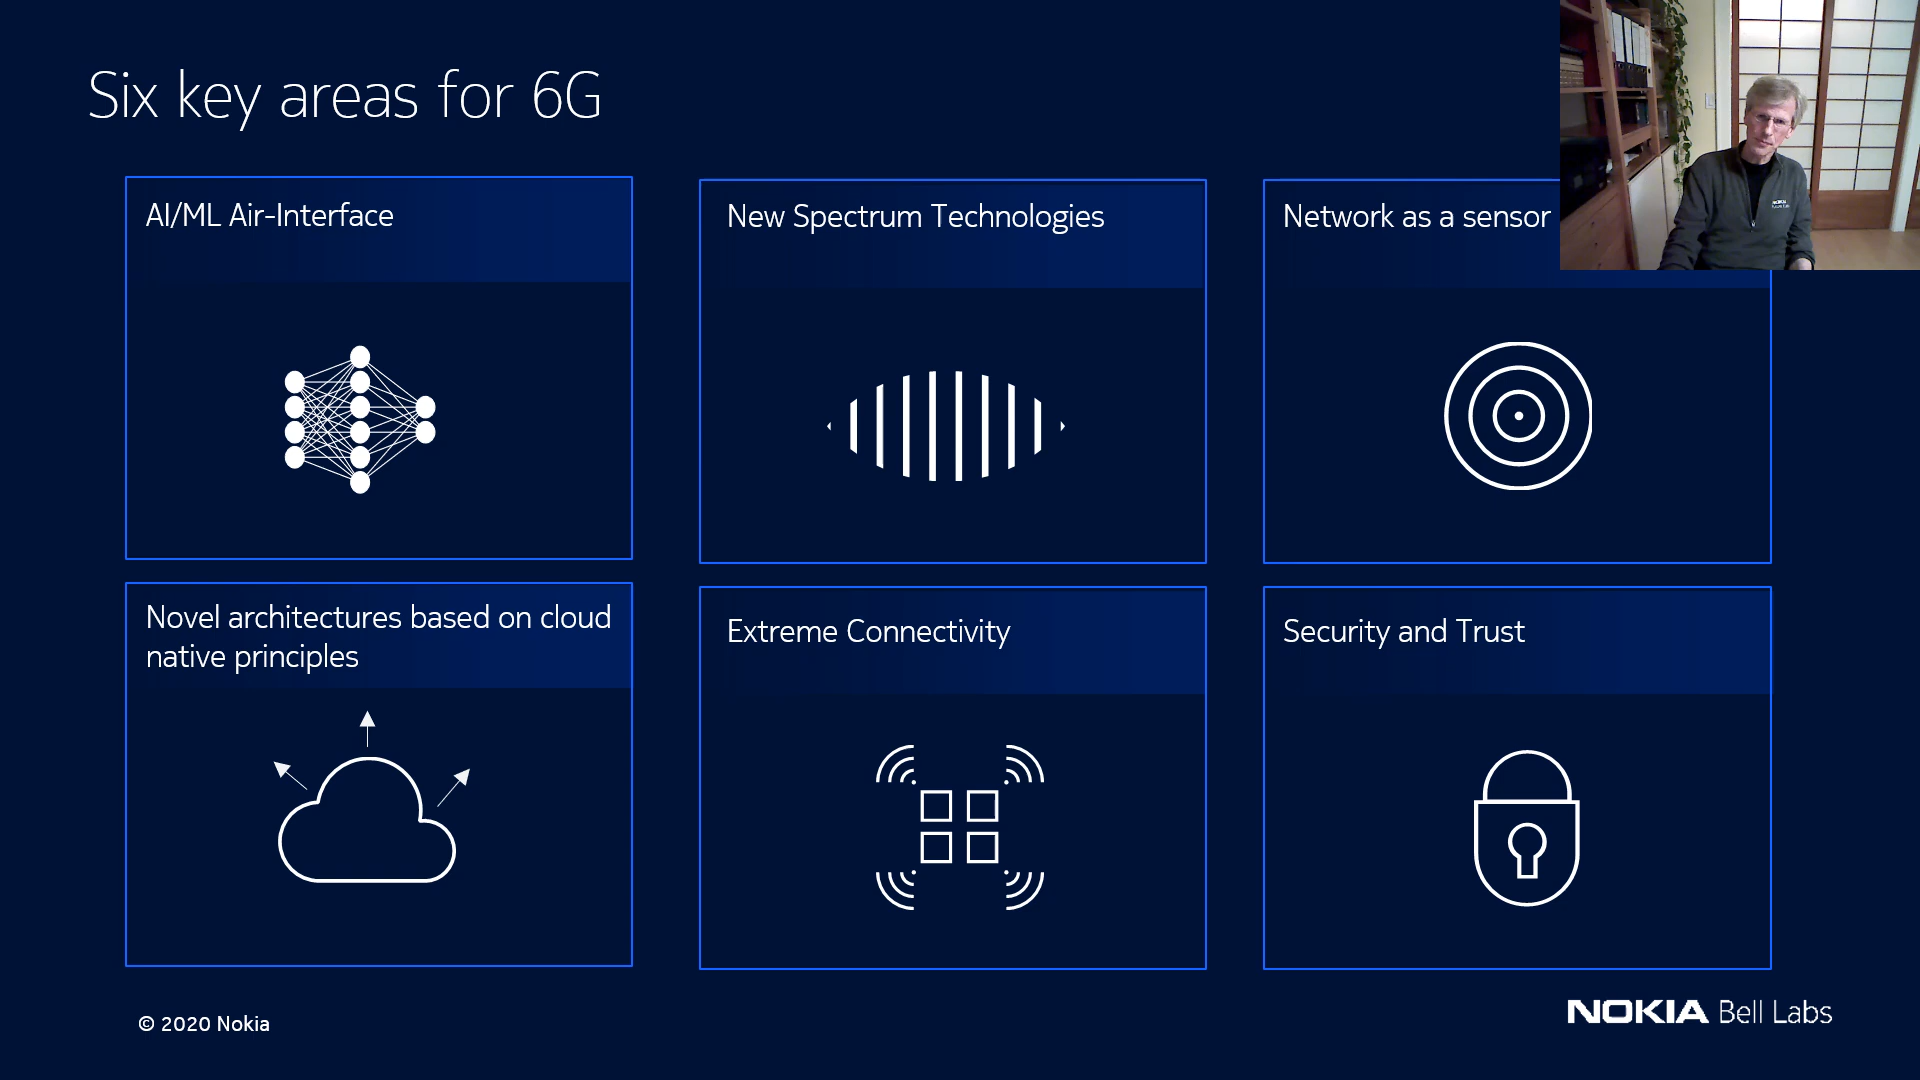 Six key areas for 6G
AI/ML Air-Interface
New Spectrum Technologies
Network as a sensor
Novel architectures based on cloud
native principles
Extreme Connectivity
Security and Trust
© 2020 Nokia
NOKIA Bell Labs
NOKIA